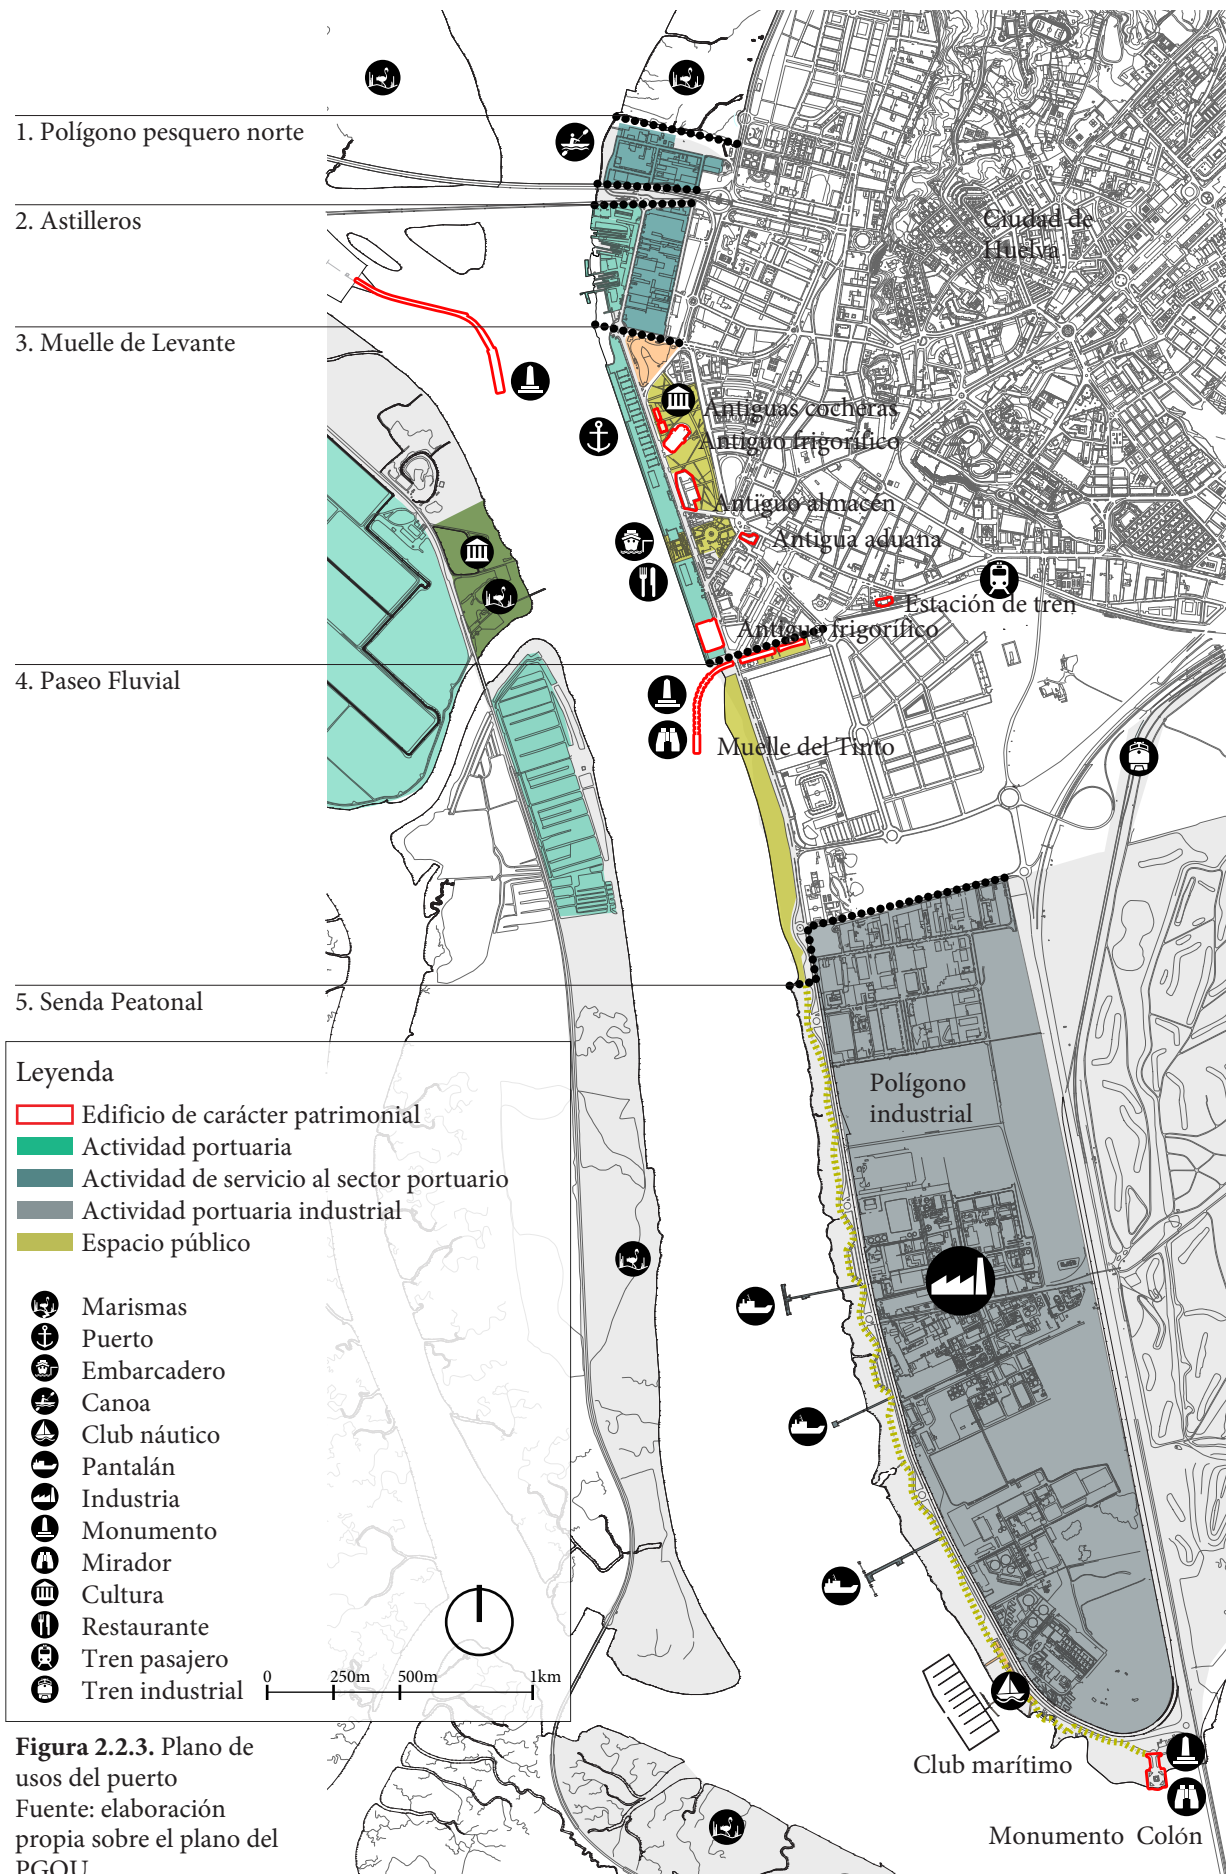 1. Polígono pesquero norte
2. Astilleros
Ciudad de
Huelva
3. Muelle de Levante
Antiguas cocheras
Antiguo frigorífico
Antiguo almacén
Antigua aduana
Estación de tren
Antiguo frigorífico
4. Paseo Fluvial
Muelle del Tinto
5. Senda Peatonal
Polígono
industrial
Leyenda
Edificio de carácter patrimonial
Actividad portuaria
Actividad de servicio al sector portuario
Actividad portuaria industrial
Espacio público
Marismas
Puerto
Embarcadero
Canoa
Club náutico
Pantalán
Industria
Monumento
Mirador
Cultura
Restaurante
Tren pasajero
Tren industrial
0 250m 500m 1km
Club marítimo
Monumento Colón
Figura 2.2.3. Plano de
usos del puerto
Fuente: elaboración
propia sobre el plano del
PGOU